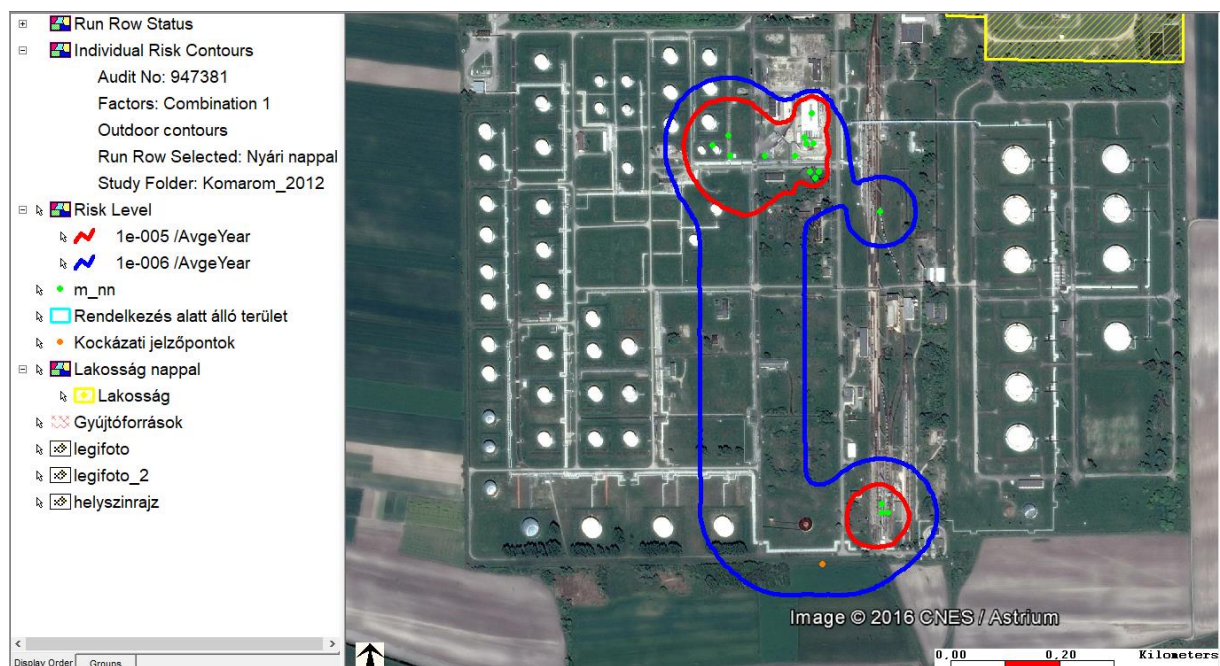 Run Row Status
Individual Risk Contours
Audit No: 947381
Factors: Combination 1
Outdoor contours
Run Row Selected: Nyári nappal
Study Folder: Komarom_2012
Risk Level
1e-005 /AvgeYear
1e-006 /AvgeYear
m_nn
Rendelkezés alatt álló terület
Kockázati jelzőpontok
Lakosság nappal
Lakosság
Gyújtóforrások
legifoto
legifoto_2
helyszinrajz
Display Order Groups
Image © 2016 CNES / Astrium
0,00 0,20 Kilometers